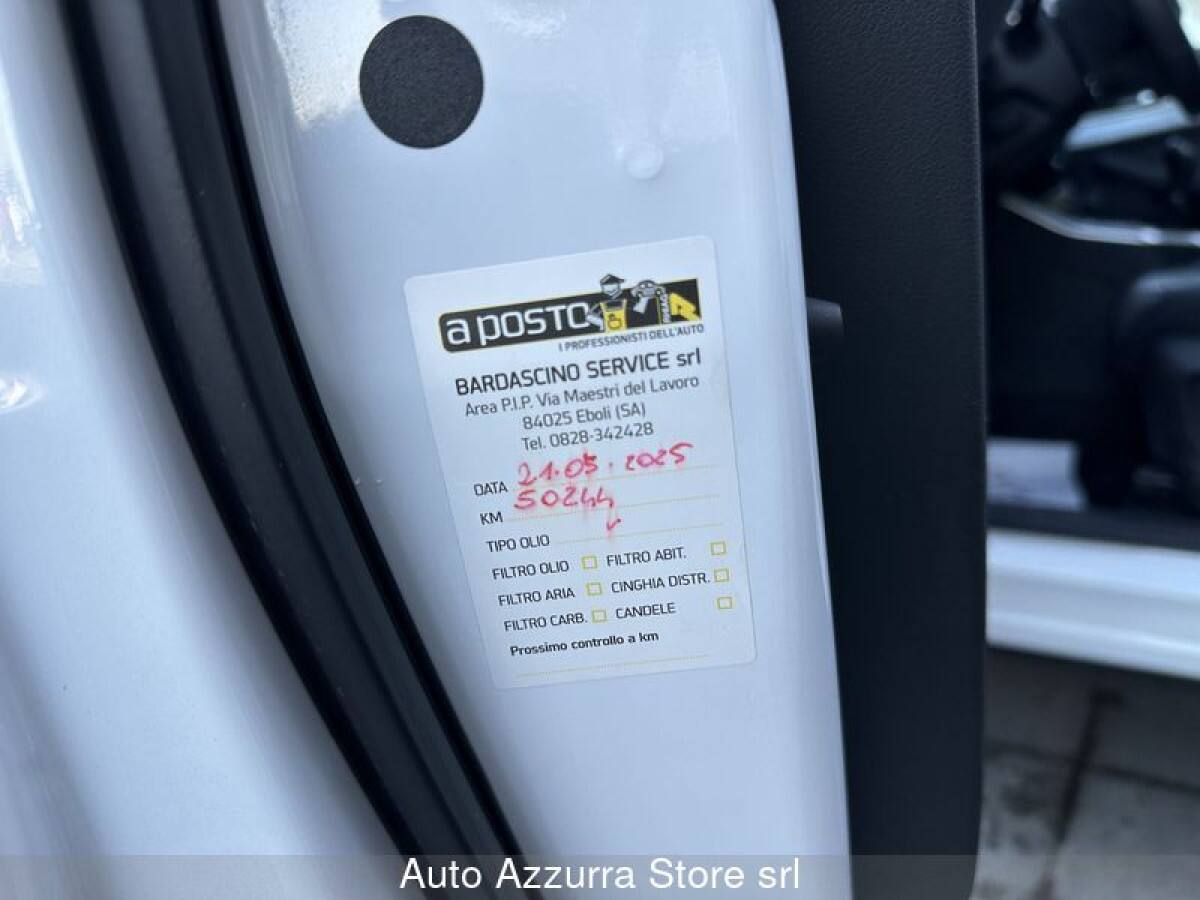 a POSTO
RHIAG
I PROFESSIONISTI DELL'AUTO
BARDASCINO SERVICE srl
Area P.I.P. Via Maestri del Lavoro
84025 Eboli (SA)
Tel. 0828-342428
DATA 21.05.2025
KM 50244
TIPO OLIO
FILTRO OLIO FILTRO ABIT.
FILTRO ARIA CINGHIA DISTR.
FILTRO CARB. CANDELE
Prossimo controllo a km
Auto Azzurra Store srl